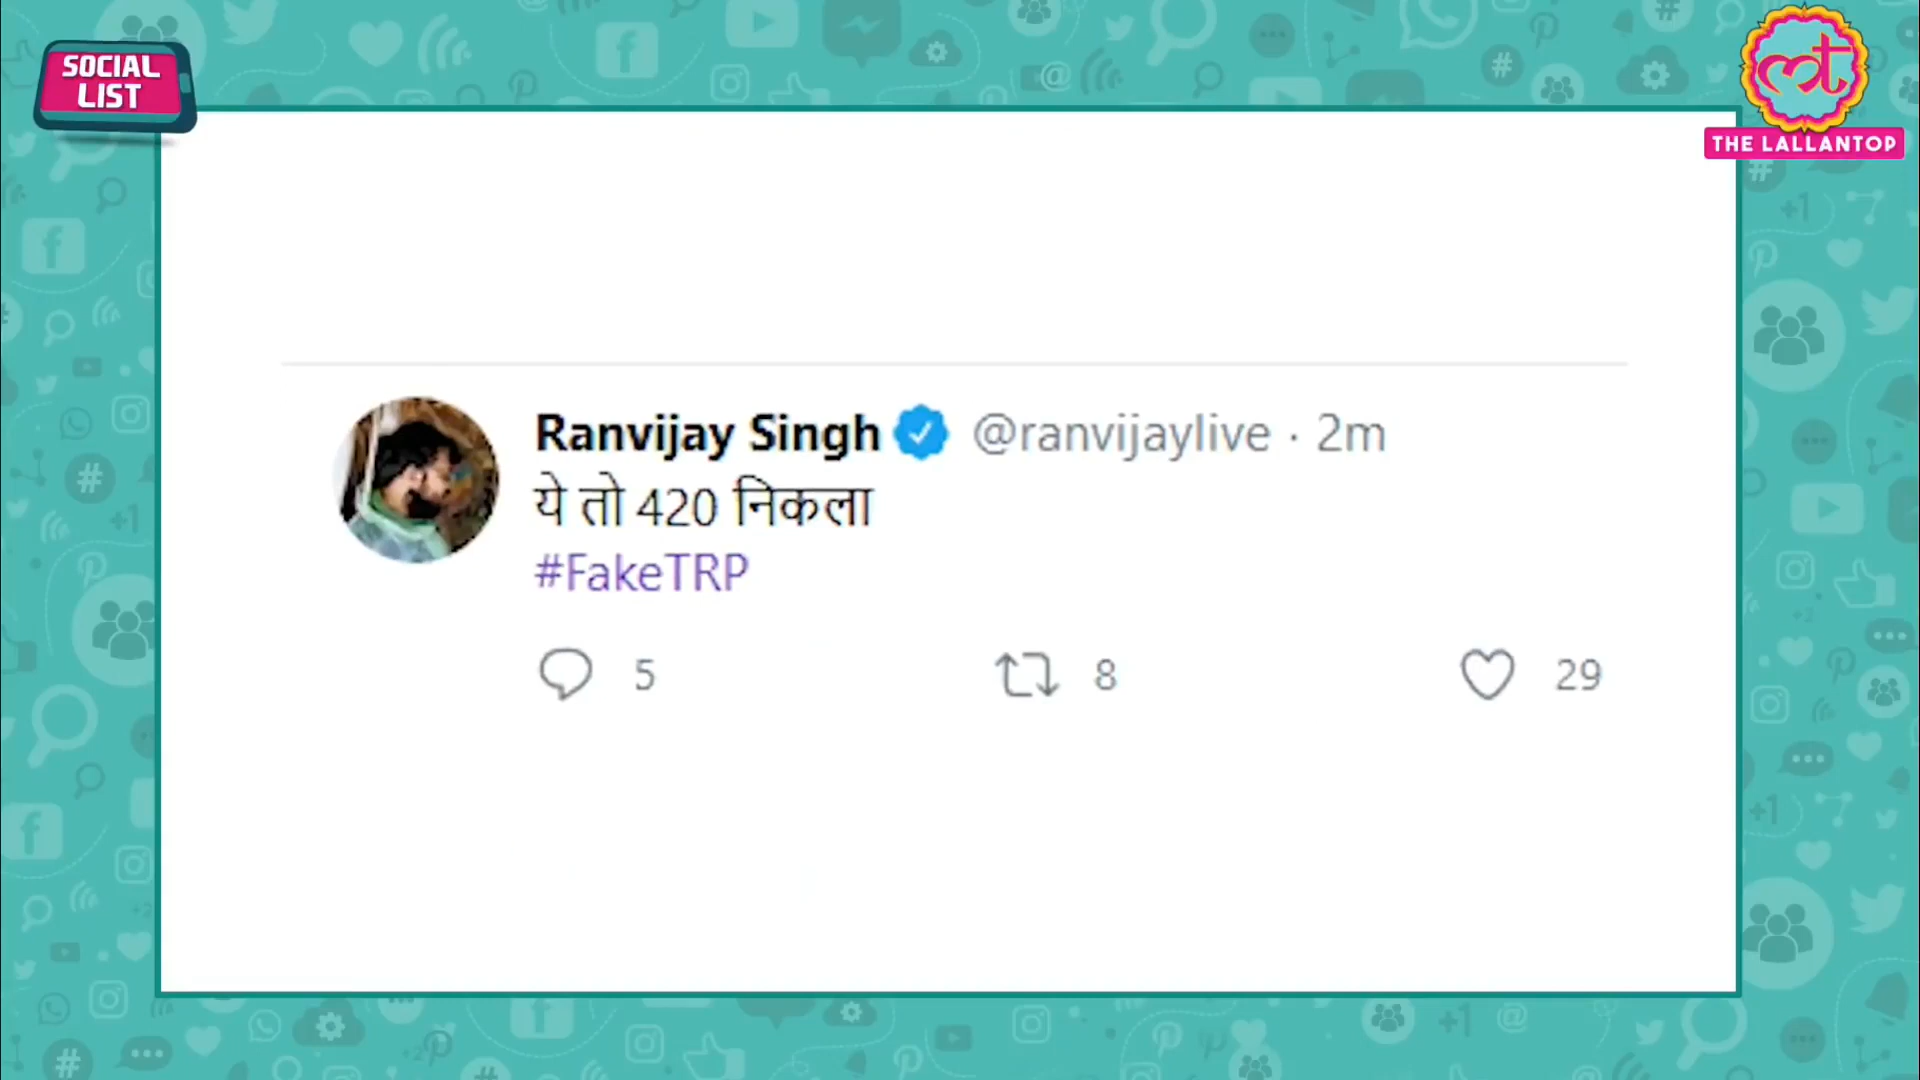 SOCIAL
LIST
THE LALLANTOP
Ranvijay Singh @ranvijaylive · 2m
ये तो 420 निकला
#FakeTRP
5 8 29